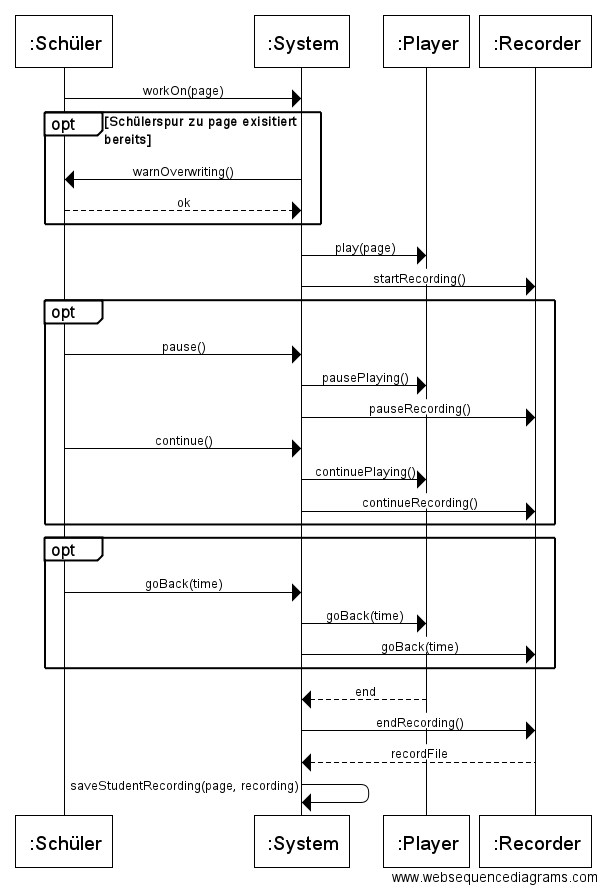 :Schüler :System :Player :Recorder
workOn(page)
opt [Schülerspur zu page exisitiert
bereits]
warnOverwriting()
ok
play(page)
startRecording()
opt
pause()
pausePlaying()
pauseRecording()
continue()
continuePlaying()
continueRecording()
opt
goBack(time)
goBack(time)
goBack(time)
end
endRecording()
recordFile
saveStudentRecording(page, recording)
:Schüler :System :Player :Recorder
www.websequencediagrams.com